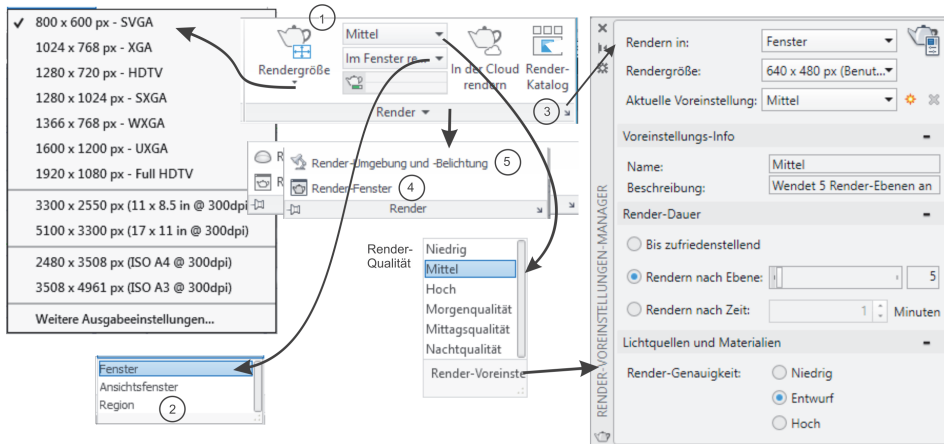 800 x 600 px - SVGA
1024 x 768 px - XGA
1280 x 720 px - HDTV
1280 x 1024 px - SXGA
1366 x 768 px - WXGA
1600 x 1200 px - UXGA
1920 x 1080 px - Full HDTV
3300 x 2550 px (11 x 8.5 in @ 300dpi
5100 x 3300 px (17 x 11 in @ 300dpi)
2480 x 3508 px (ISO A4 @ 300dpi)
3508 x 4961 px (ISO A3 @ 300dpi)
Weitere Ausgabeeinstellungen...
1
Rendergröße
Mittel
Im Fenster re...
In der Cloud
rendern
Render-
Katalog
Render
3
R
Render-Umgebung und -Belichtung
5
R
Render-Fenster
4
Render
Render-
Qualität
Niedrig
Mittel
Hoch
Morgenqualität
Mittagsqualität
Nachtqualität
Render-Voreinste
Fenster
Ansichtsfenster
Region
2
RENDER-VOREINSTELLUNGEN-MANAGER
Rendern in:
Fenster
Rendergröße:
640 x 480 px (Benut...
Aktuelle Voreinstellung:
Mittel
Voreinstellungs-Info
Name:
Mittel
Beschreibung:
Wendet 5 Render-Ebenen an
Render-Dauer
Bis zufriedenstellend
Rendern nach Ebene:
5
Rendern nach Zeit:
1
Minuten
Lichtquellen und Materialien
Render-Genauigkeit:
Niedrig
Entwurf
Hoch